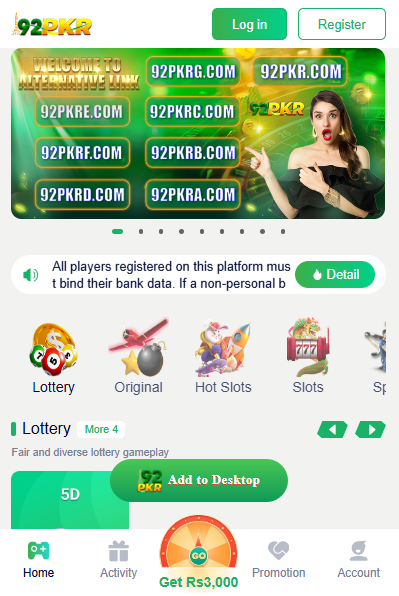 92PKR
Log in
Register
WELCOME TO
ALTERNATIVE LINK
92PKRG.COM
92PKR.COM
92PKRE.COM
92PKRC.COM
92PKR
92PKRF.COM
92PKRB.COM
92PKRD.COM
92PKRA.COM
All players registered on this platform mus
t bind their bank data. If a non-personal b
Detail
Lottery
Original
Hot Slots
Slots
Sp
Lottery
More 4
Fair and diverse lottery gameplay
5D
92
PKR
Add to Desktop
GO
Get Rs3,000
Home
Activity
Promotion
Account